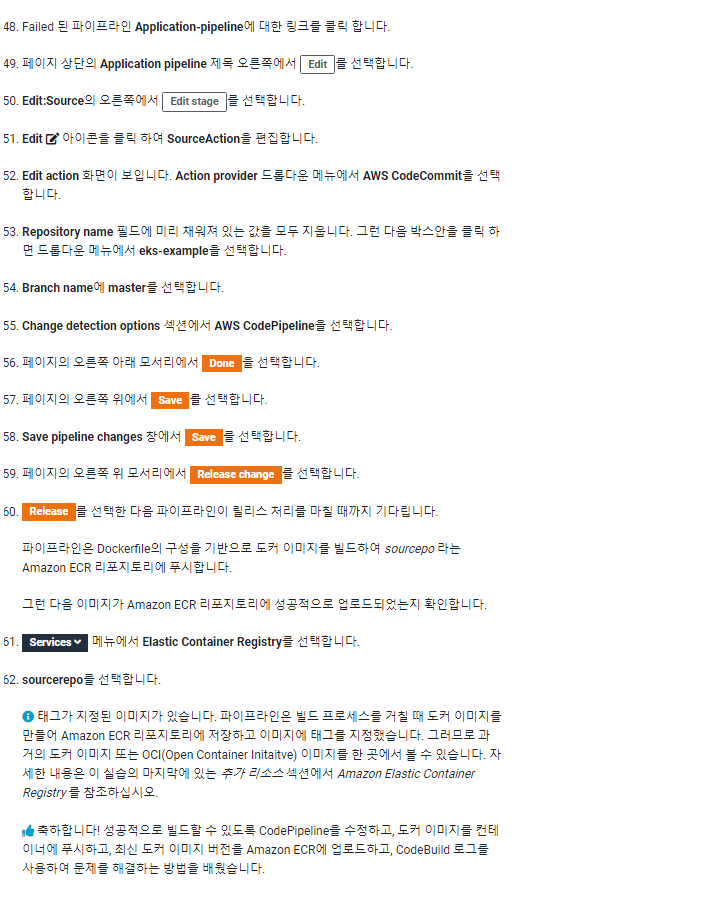 48. Failed 된 파이프라인 Application-pipeline에 대한 링크를 클릭 합니다.
49. 페이지 상단의 Application pipeline 제목 오른쪽에서 Edit 를 선택합니다.
50. Edit:Source의 오른쪽에서 Edit stage 를 선택합니다.
51. Edit 아이콘을 클릭 하여 SourceAction을 편집합니다.
52. Edit action 화면이 보입니다. Action provider 드롭다운 메뉴에서 AWS CodeCommit을 선택
합니다.
53. Repository name 필드에 미리 채워져 있는 값을 모두 지웁니다. 그런 다음 박스안을 클릭 하
면 드롭다운 메뉴에서 eks-example을 선택합니다.
54. Branch name에 master를 선택합니다.
55. Change detection options 섹션에서 AWS CodePipeline을 선택합니다.
56. 페이지의 오른쪽 아래 모서리에서 Done 을 선택합니다.
57. 페이지의 오른쪽 위에서 Save 를 선택합니다.
58. Save pipeline changes 창에서 Save 를 선택합니다.
59. 페이지의 오른쪽 위 모서리에서 Release change 를 선택합니다.
60. Release 를 선택한 다음 파이프라인이 릴리스 처리를 마칠 때까지 기다립니다.
파이프라인은 Dockerfile의 구성을 기반으로 도커 이미지를 빌드하여 sourcepo 라는
Amazon ECR 리포지토리에 푸시합니다.
그런 다음 이미지가 Amazon ECR 리포지토리에 성공적으로 업로드되었는지 확인합니다.
61. Services 메뉴에서 Elastic Container Registry를 선택합니다.
62. sourcerepo를 선택합니다.
태그가 지정된 이미지가 있습니다. 파이프라인은 빌드 프로세스를 거칠 때 도커 이미지를
만들어 Amazon ECR 리포지토리에 저장하고 이미지에 태그를 지정했습니다. 그러므로 과
거의 도커 이미지 또는 OCI(Open Container Initaitve) 이미지를 한 곳에서 볼 수 있습니다. 자
세한 내용은 이 실습의 마지막에 있는 추가 리소스 섹션에서 Amazon Elastic Container
Registry 를 참조하십시오.
축하합니다! 성공적으로 빌드할 수 있도록 CodePipeline을 수정하고, 도커 이미지를 컨테
이너에 푸시하고, 최신 도커 이미지 버전을 Amazon ECR에 업로드하고, CodeBuild 로그를
사용하여 문제를 해결하는 방법을 배웠습니다.